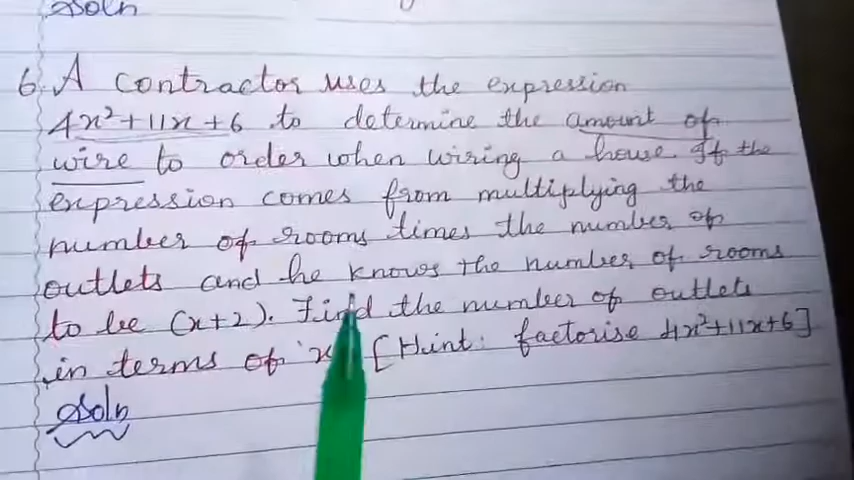 Soln
6. A contractor uses the expression
4x²+11x+6 to determine the amount of
wire to order when wiring a house. If the
expression comes from multiplying the
number of rooms times the number of
outlets and he knows the number of rooms
to be (x+2). Find the number of outlets
in terms of 'x' [Hint: factorise 4x²+11x+6]
Soln